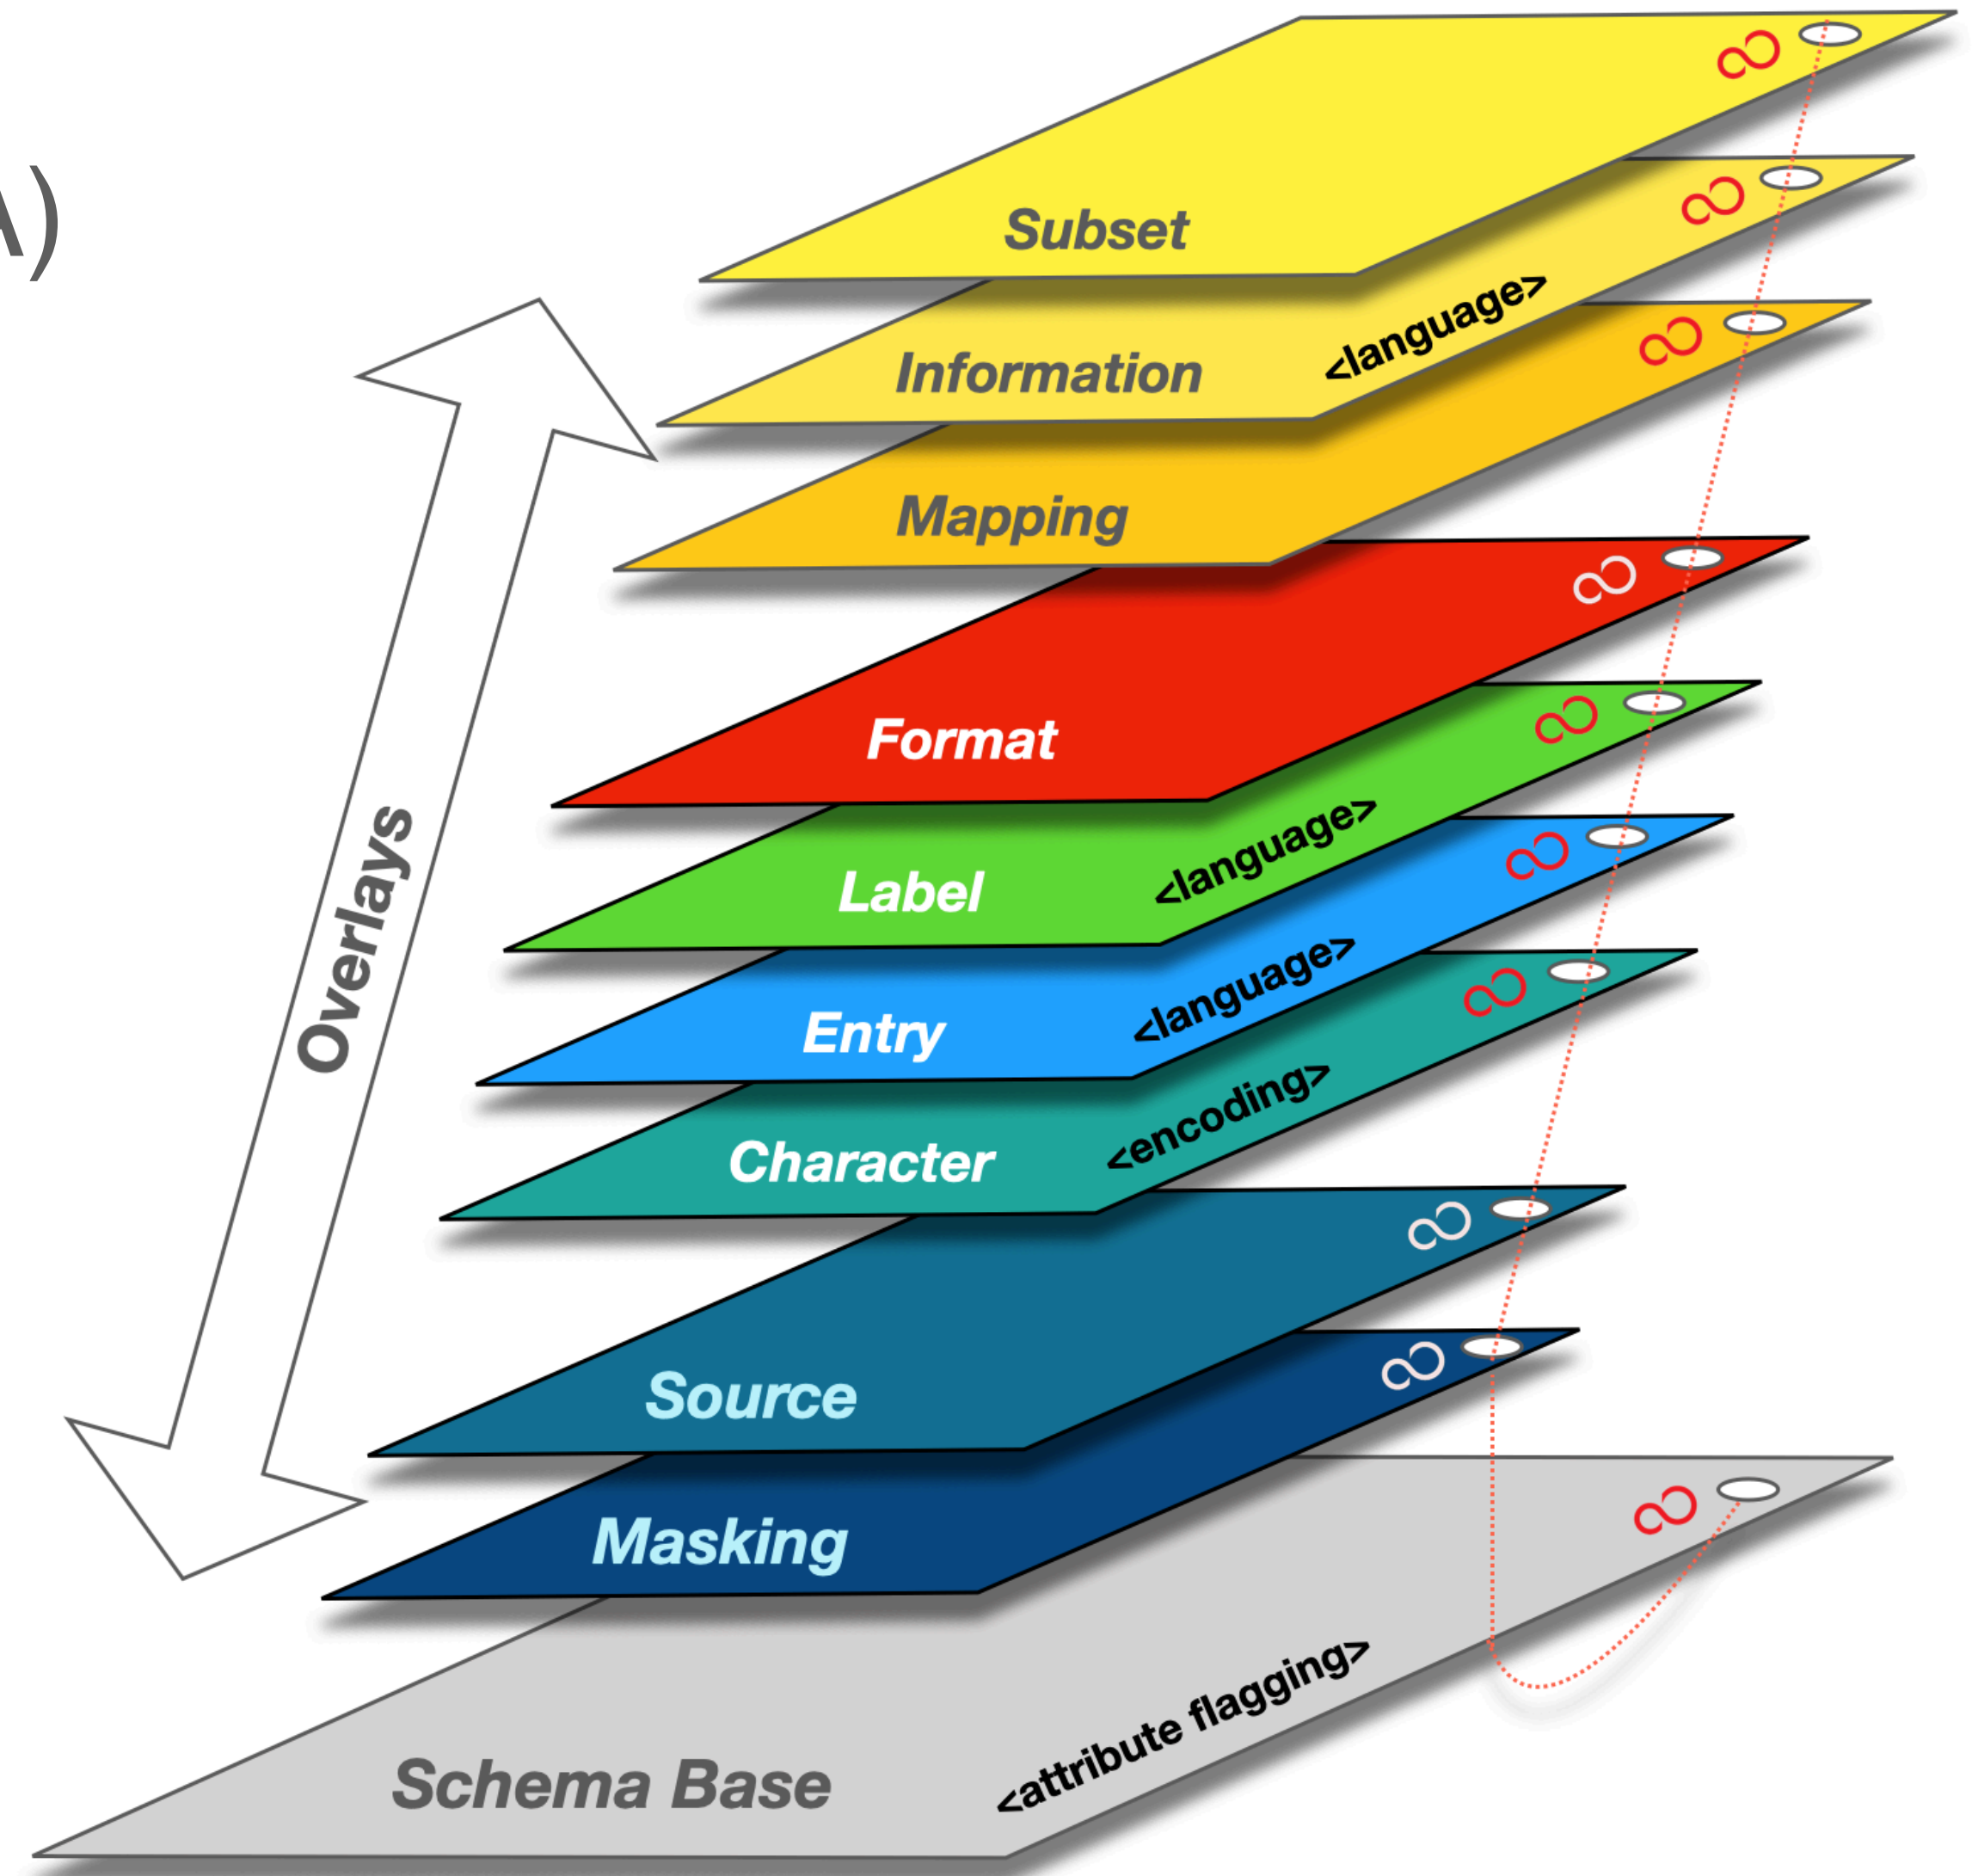 A)
Subset
Information
<language>
Mapping
Format
Label
<language>
Entry
<language>
Character
<encoding>
Source
Masking
Schema Base
<attribute flagging>
Overlays
∞
∞
∞
∞
∞
∞
∞
∞
∞
∞